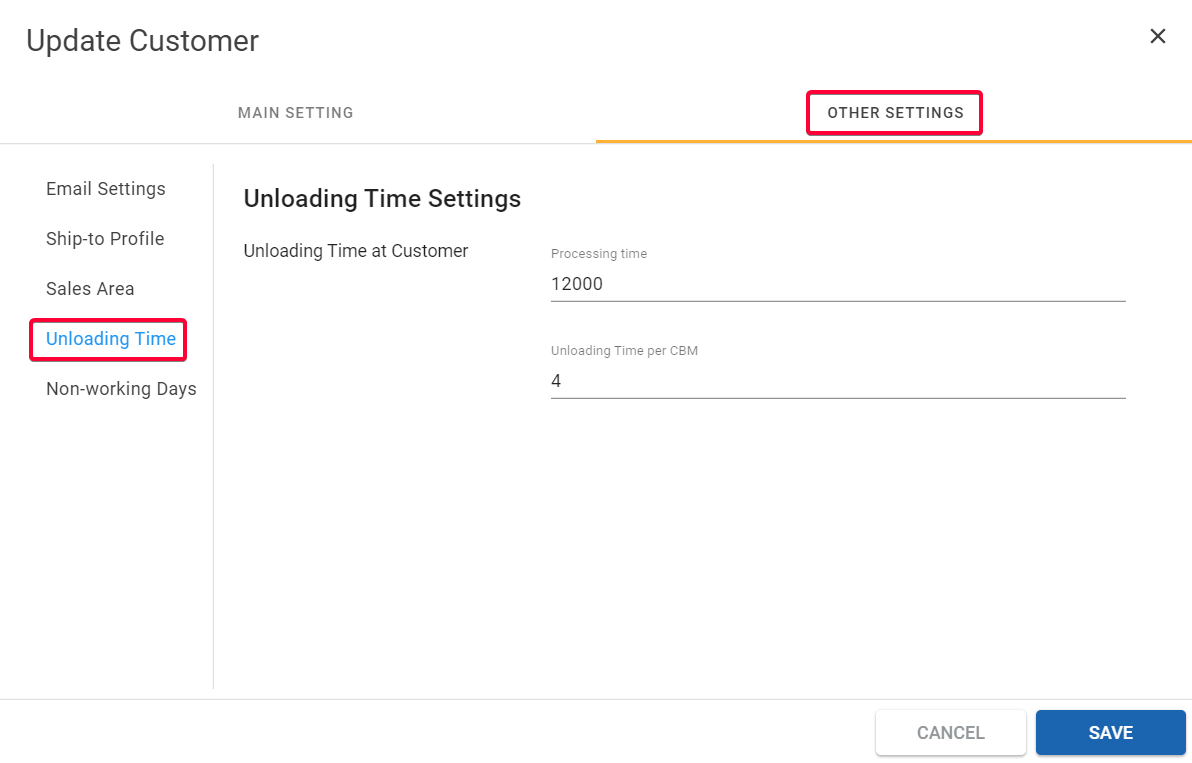 Update Customer
MAIN SETTING
OTHER SETTINGS
Email Settings
Ship-to Profile
Sales Area
Unloading Time
Non-working Days
Unloading Time Settings
Unloading Time at Customer
Processing time
12000
Unloading Time per CBM
4
CANCEL
SAVE